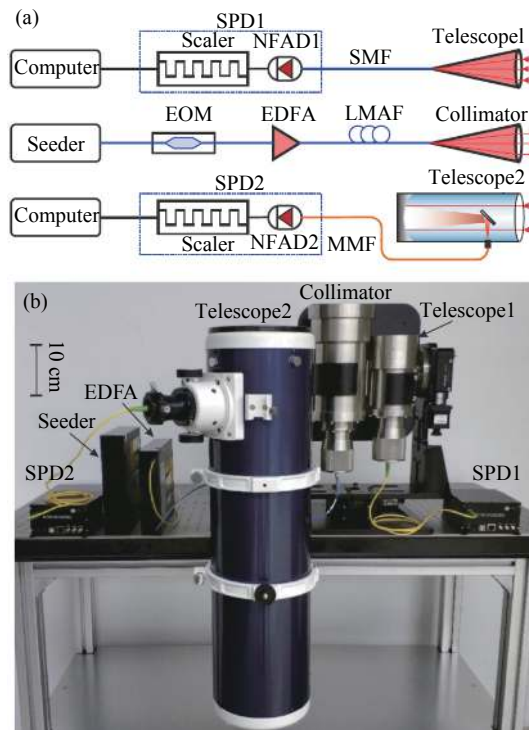 (a)
SPD1
Scaler
NFAD1
SMF
Telescope1
Computer
EOM
EDFA
LMAF
Collimator
Seeder
SPD2
Telescope2
Computer
Scaler
NFAD2
MMF
(b)
Telescope2
Collimator
Telescope1
10 cm
EDFA
Seeder
SPD2
SPD1